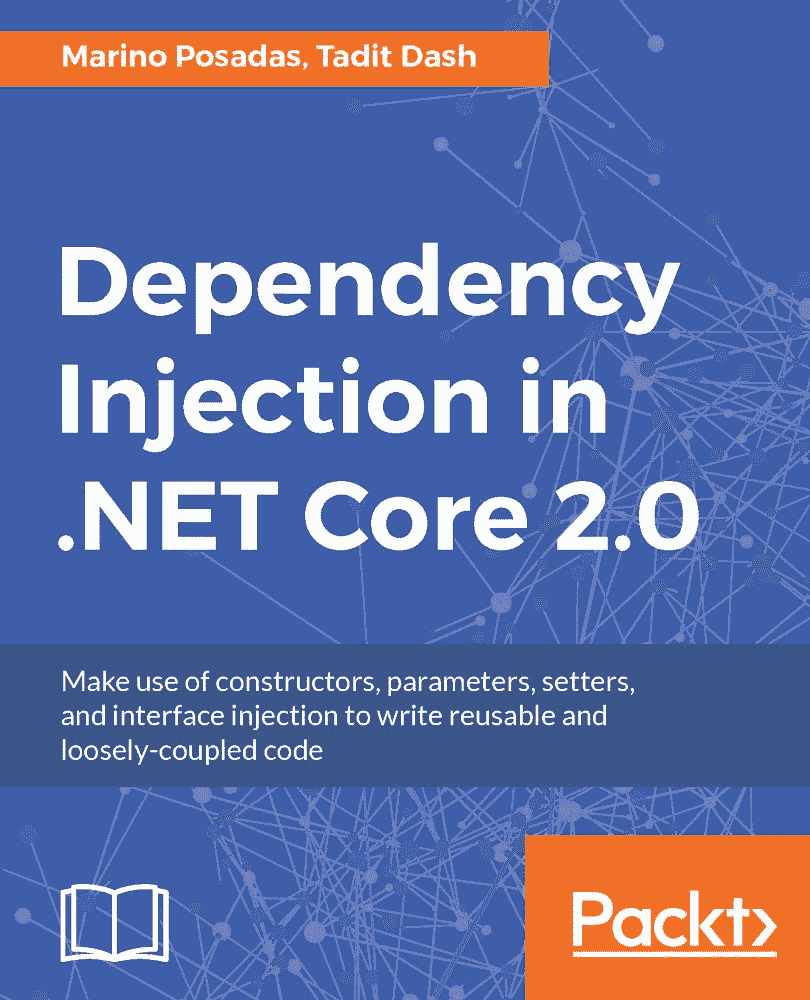 Marino Posadas, Tadit Dash
Dependency
Injection in
.NET Core 2.0
Make use of constructors, parameters, setters,
and interface injection to write reusable and
loosely-coupled code
Packt>